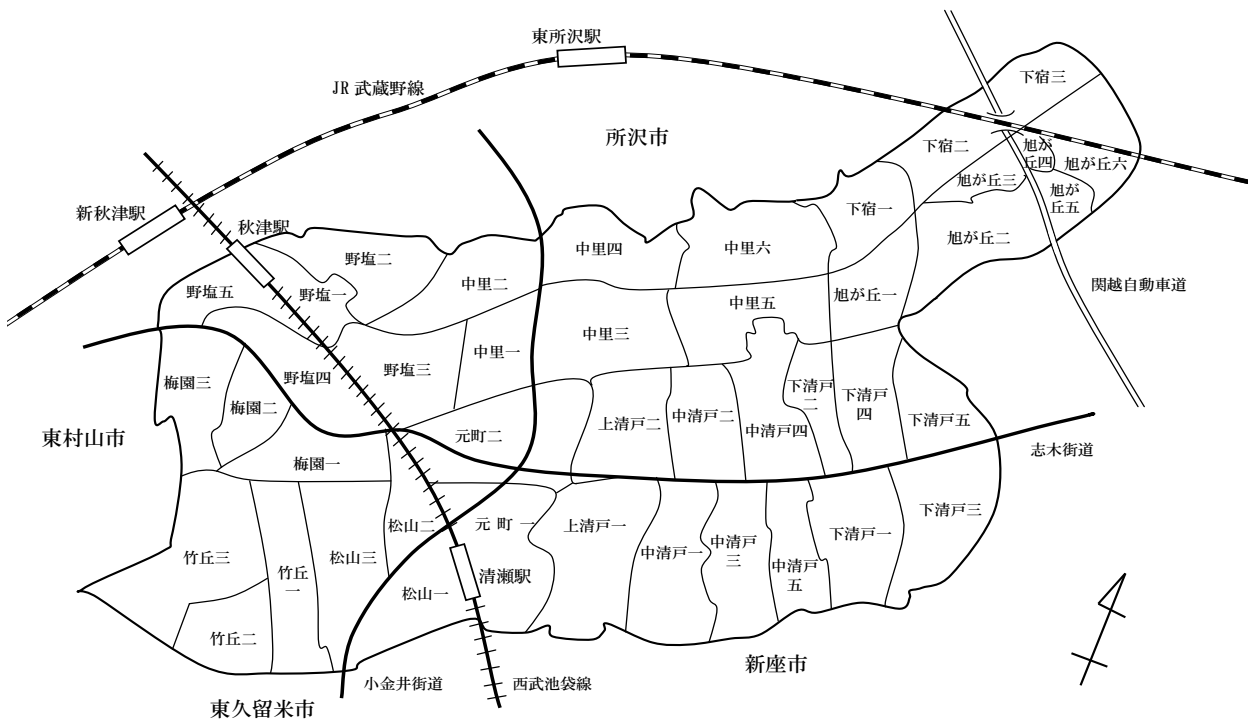 東所沢駅
下宿三
JR 武蔵野線
所沢市
下宿二
旭が
丘四
旭が丘六
旭が丘三
旭が
丘五
新秋津駅
秋津駅
下宿一
旭が丘二
野塩二
中里四
中里六
関越自動車道
野塩五
野塩一
中里二
中里五
旭が丘一
中里三
中里一
野塩三
野塩四
梅園三
梅園二
下清戸
二
下清戸
四
下清戸五
東村山市
元町二
上清戸二
中清戸二
中清戸四
志木街道
梅園一
下清戸三
松山二
元 町 一
上清戸一
下清戸一
中清戸一
中清戸
三
中清戸
五
竹丘三
竹丘
一
松山三
清瀬駅
松山一
竹丘二
新座市
小金井街道
西武池袋線
東久留米市